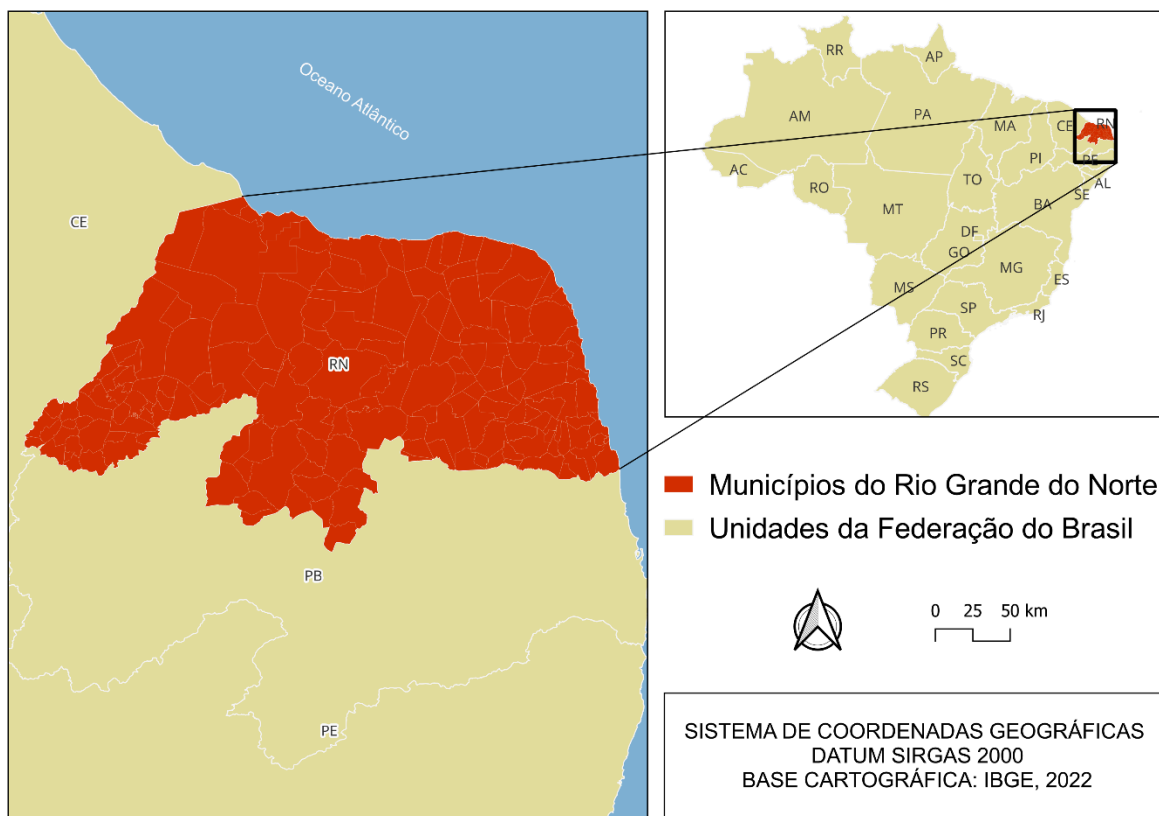 Oceano Atlântico
CE
RN
PB
PE
RR
AP
AM
PA
MA
CE
RN
PI
PE
AC
RO
TO
AL
SE
BA
MT
DF
GO
MG
ES
MS
SP
RJ
PR
SC
RS
Municípios do Rio Grande do Norte
Unidades da Federação do Brasil
0 25 50 km
SISTEMA DE COORDENADAS GEOGRÁFICAS
DATUM SIRGAS 2000
BASE CARTOGRÁFICA: IBGE, 2022